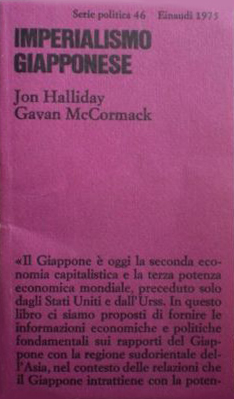 Serie politica 46 Einaudi 1975
IMPERIALISMO
GIAPPONESE
Jon Halliday
Gavan McCormack
«Il Giappone è oggi la seconda eco-
nomia capitalistica e la terza potenza
economica mondiale, preceduto solo
dagli Stati Uniti e dall'Urss. In questo
libro ci siamo proposti di fornire le
informazioni economiche e politiche
fondamentali sui rapporti del Giap-
pone con la regione sudorientale del-
l'Asia, nel contesto delle relazioni che
il Giappone intrattiene con la poten-